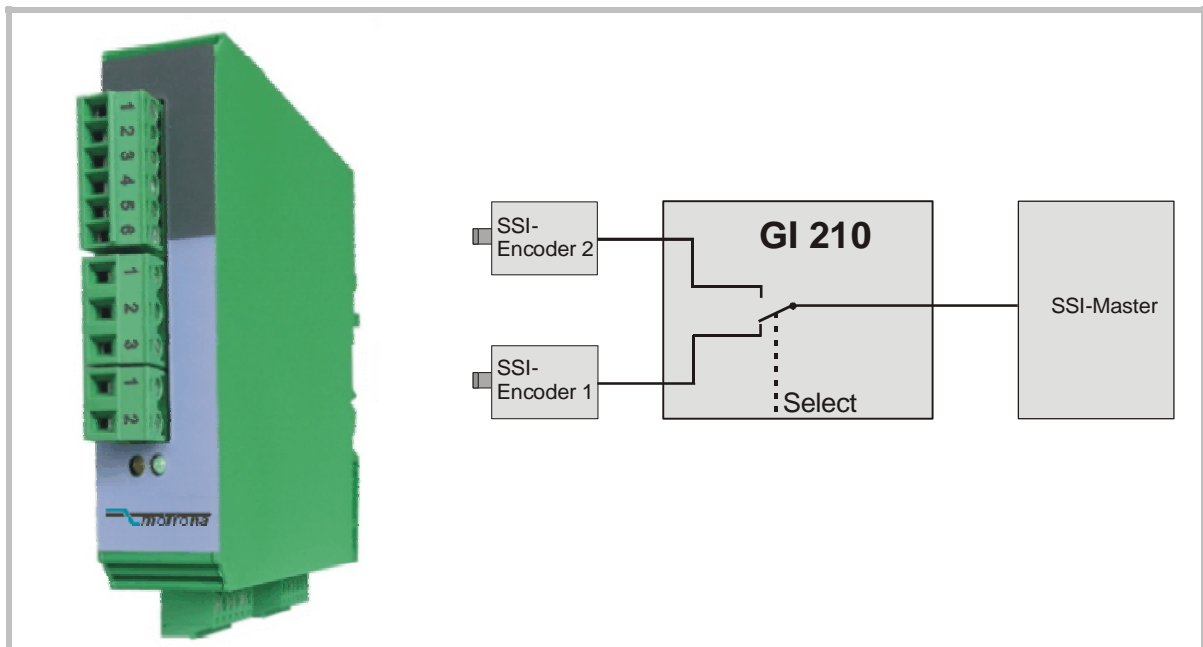 1
2
3
4
5
6
1
2
3
1
2
motrona
SSI-
Encoder 2
GI 210
SSI-Master
SSI-
Encoder 1
Select